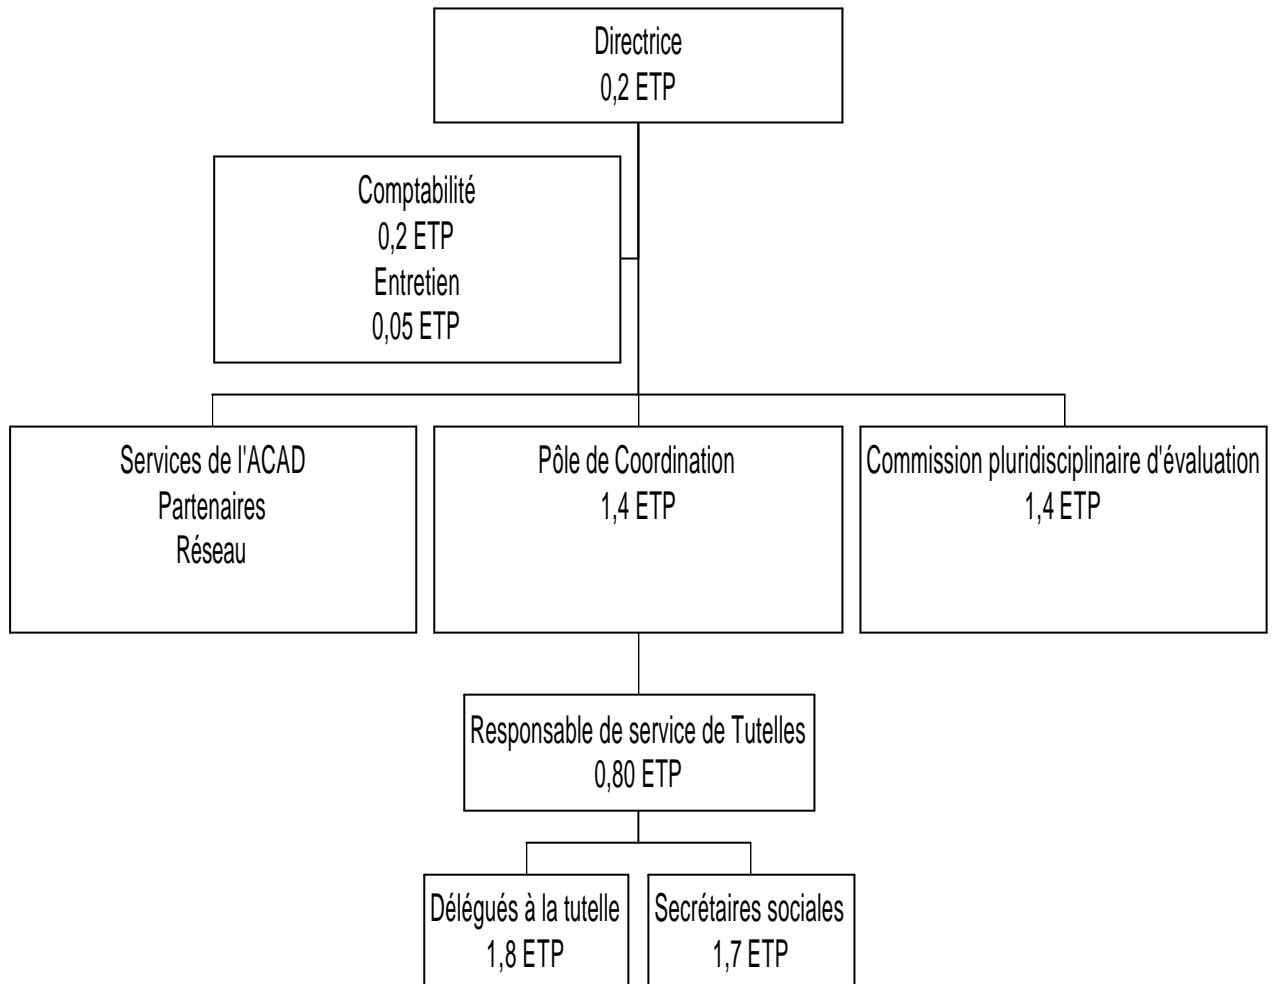 Directrice
0,2 ETP
Comptabilité
0,2 ETP
Entretien
0,05 ETP
Services de l'ACAD
Partenaires
Réseau
Pôle de Coordination
1,4 ETP
Commission pluridisciplinaire d'évaluation
1,4 ETP
Responsable de service de Tutelles
0,80 ETP
Délégués à la tutelle
1,8 ETP
Secrétaires sociales
1,7 ETP